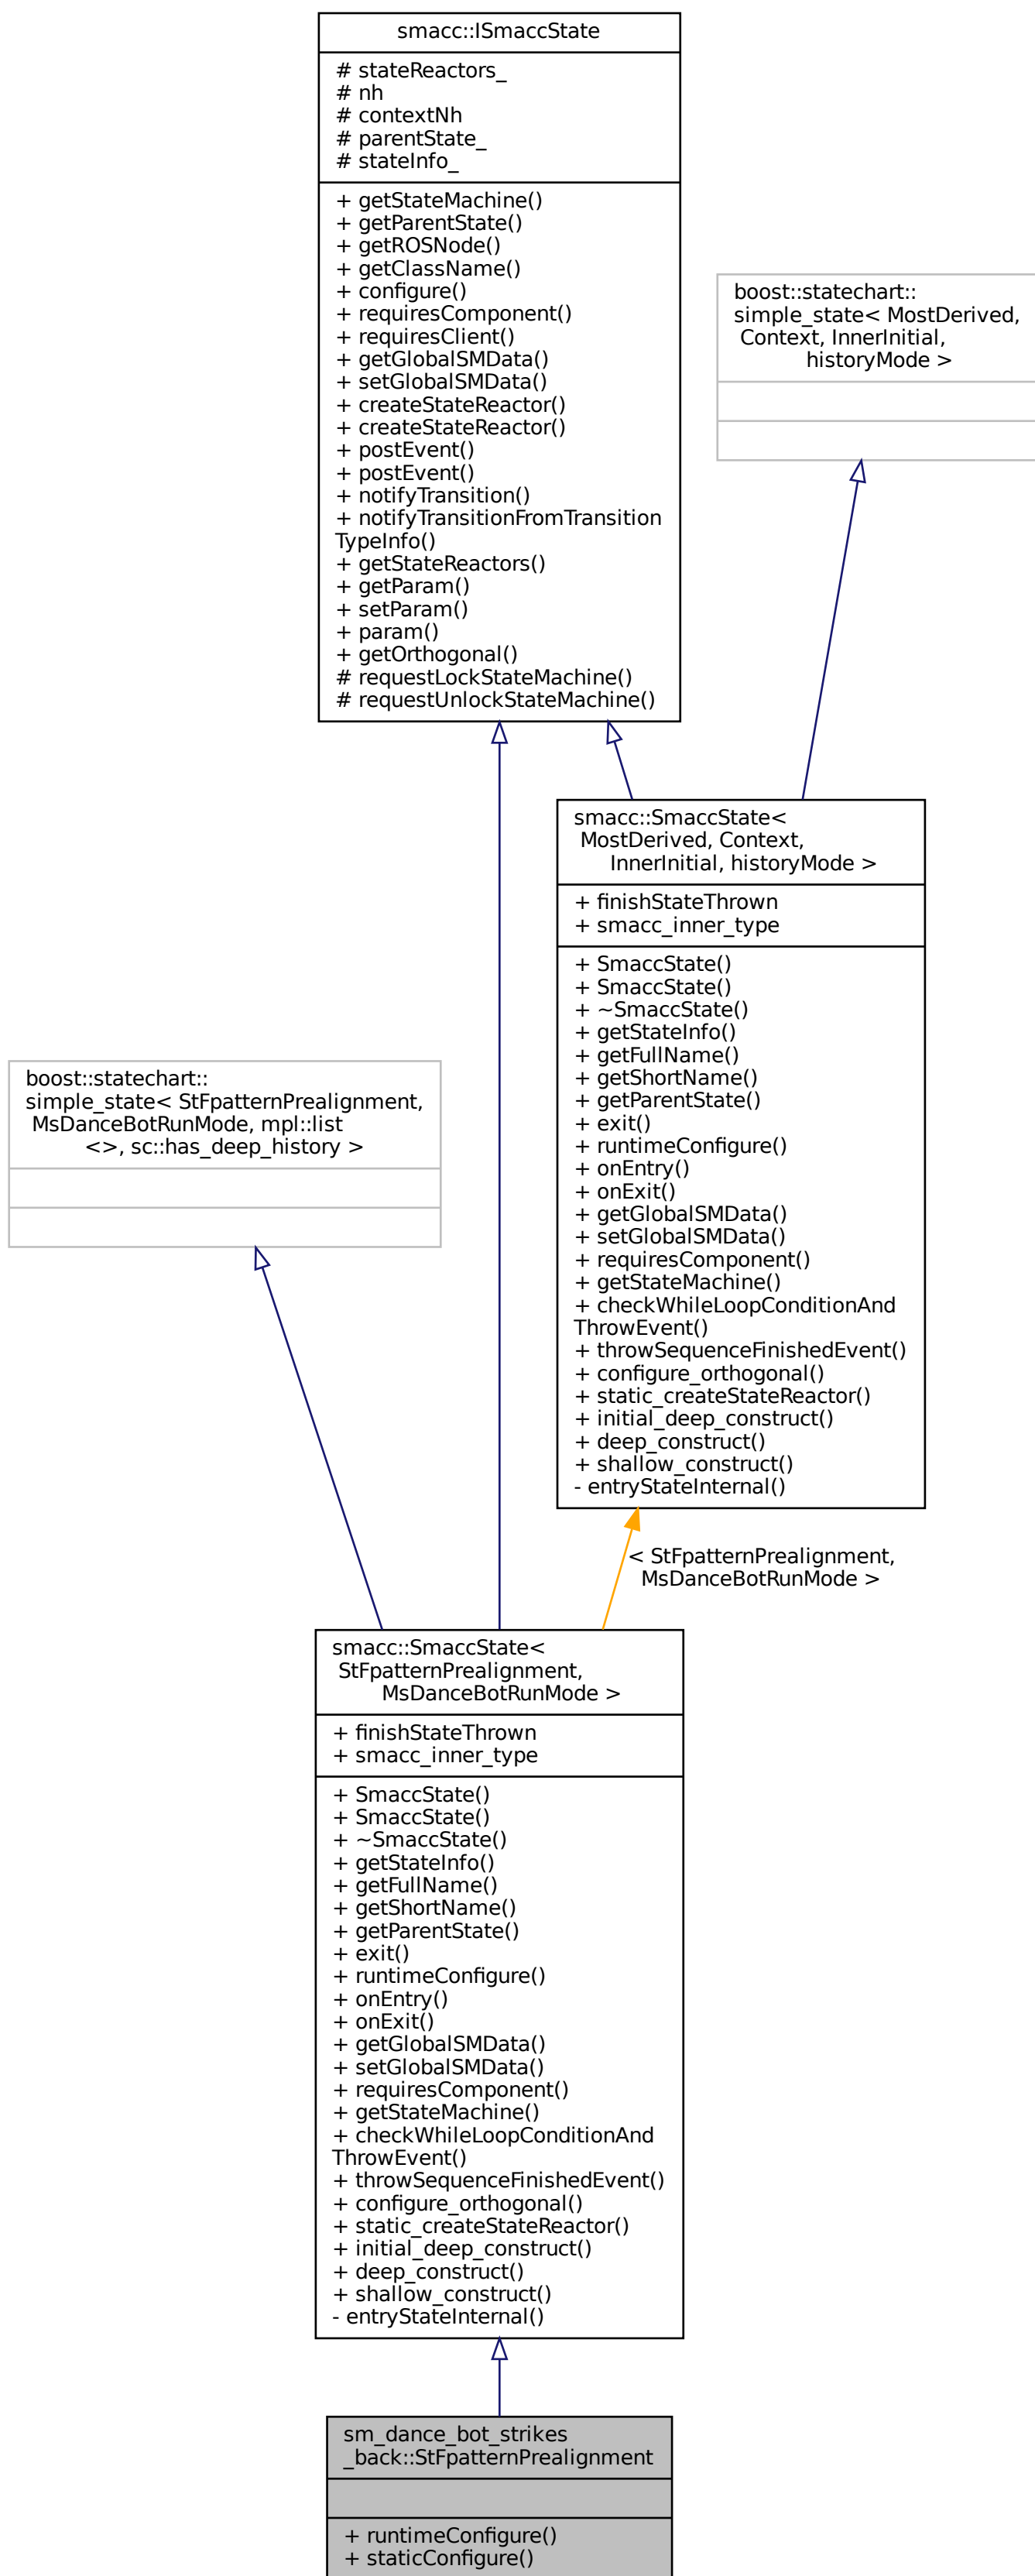 smacc::ISmaccState
# stateReactors_
# nh
# contextNh
# parentState_
# stateInfo_
+ getStateMachine()
+ getParentState()
+ getROSNode()
+ getClassName()
+ configure()
+ requiresComponent()
+ requiresClient()
+ getGlobalSMData()
+ setGlobalSMData()
+ createStateReactor()
+ createStateReactor()
+ postEvent()
+ postEvent()
+ notifyTransition()
+ notifyTransitionFromTransition
TypeInfo()
+ getStateReactors()
+ getParam()
+ setParam()
+ param()
+ getOrthogonal()
# requestLockStateMachine()
# requestUnlockStateMachine()
boost::statechart::
simple_state< MostDerived,
Context, InnerInitial,
historyMode >
smacc::SmaccState<
MostDerived, Context,
InnerInitial, historyMode >
+ finishStateThrown
+ smacc_inner_type
+ SmaccState()
+ SmaccState()
+ ~SmaccState()
+ getStateInfo()
+ getFullName()
+ getShortName()
+ getParentState()
+ exit()
+ runtimeConfigure()
+ onEntry()
+ onExit()
+ getGlobalSMData()
+ setGlobalSMData()
+ requiresComponent()
+ getStateMachine()
+ checkWhileLoopConditionAnd
ThrowEvent()
+ throwSequenceFinishedEvent()
+ configure_orthogonal()
+ static_createStateReactor()
+ initial_deep_construct()
+ deep_construct()
+ shallow_construct()
- entryStateInternal()
boost::statechart::
simple_state< StFpatternPrealignment,
MsDanceBotRunMode, mpl::list
<>, sc::has_deep_history >
< StFpatternPrealignment,
MsDanceBotRunMode >
smacc::SmaccState<
StFpatternPrealignment,
MsDanceBotRunMode >
+ finishStateThrown
+ smacc_inner_type
+ SmaccState()
+ SmaccState()
+ ~SmaccState()
+ getStateInfo()
+ getFullName()
+ getShortName()
+ getParentState()
+ exit()
+ runtimeConfigure()
+ onEntry()
+ onExit()
+ getGlobalSMData()
+ setGlobalSMData()
+ requiresComponent()
+ getStateMachine()
+ checkWhileLoopConditionAnd
ThrowEvent()
+ throwSequenceFinishedEvent()
+ configure_orthogonal()
+ static_createStateReactor()
+ initial_deep_construct()
+ deep_construct()
+ shallow_construct()
- entryStateInternal()
sm_dance_bot_strikes
_back::StFpatternPrealignment
+ runtimeConfigure()
+ staticConfigure()